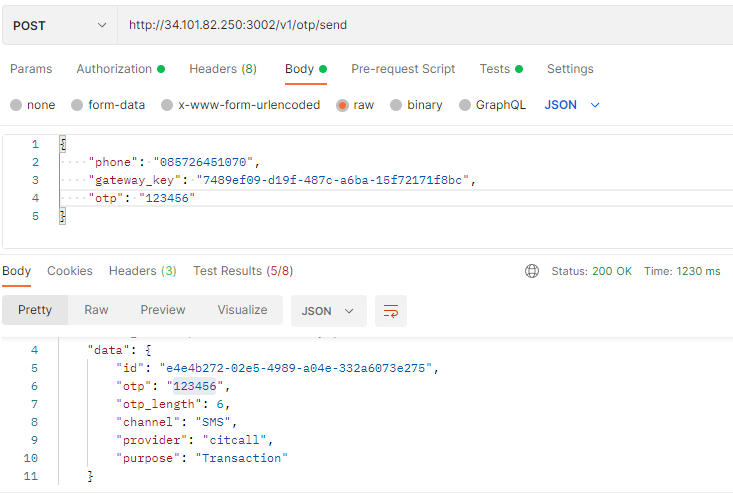 POST http://34.101.82.250:3002/v1/otp/send
Params Authorization Headers (8) Body Pre-request Script Tests Settings
none form-data x-www-form-urlencoded raw binary GraphQL JSON
1 {
2 "phone": "085726451070",
3 "gateway_key": "7489ef09-d19f-487c-a6ba-15f72171f8bc",
4 "otp": "123456"
5 }
Body Cookies Headers (3) Test Results (5/8) Status: 200 OK Time: 1230 ms
Pretty Raw Preview Visualize JSON
4 "data": {
5 "id": "e4e4b272-02e5-4989-a04e-332a6073e275",
6 "otp": "123456",
7 "otp_length": 6,
8 "channel": "SMS",
9 "provider": "citcall",
10 "purpose": "Transaction"
11 }